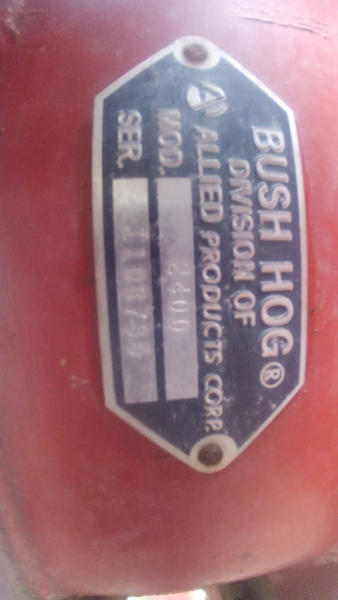 BUSH HOG®
DIVISION OF
ALLIED PRODUCTS CORP.
MOD. 2400
SER.